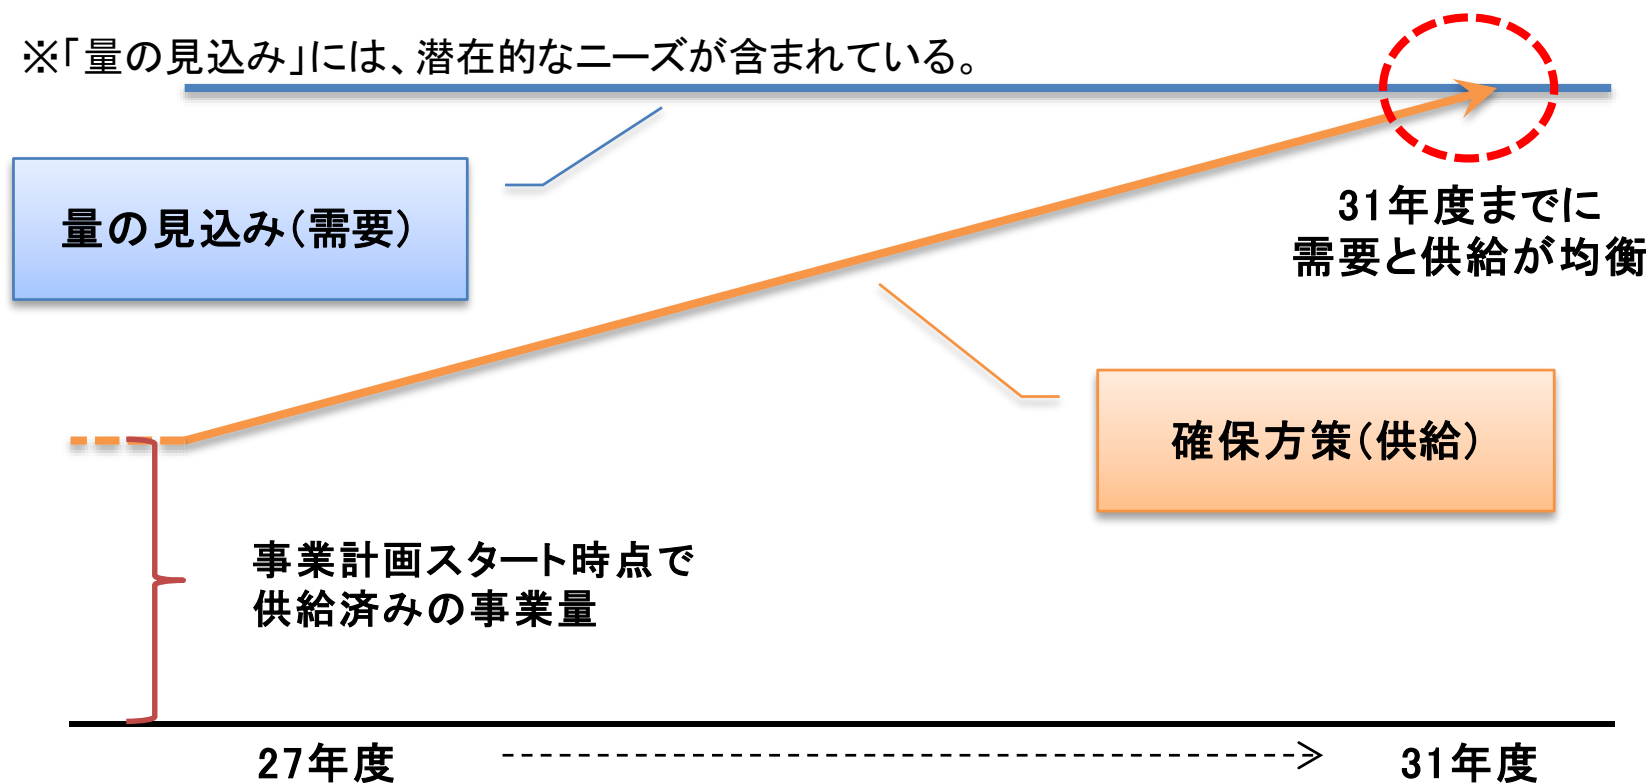 ※「量の見込み」には、潜在的なニーズが含まれている。
量の見込み(需要)
31年度までに
需要と供給が均衡
確保方策(供給)
事業計画スタート時点で
供給済みの事業量
27年度
31年度